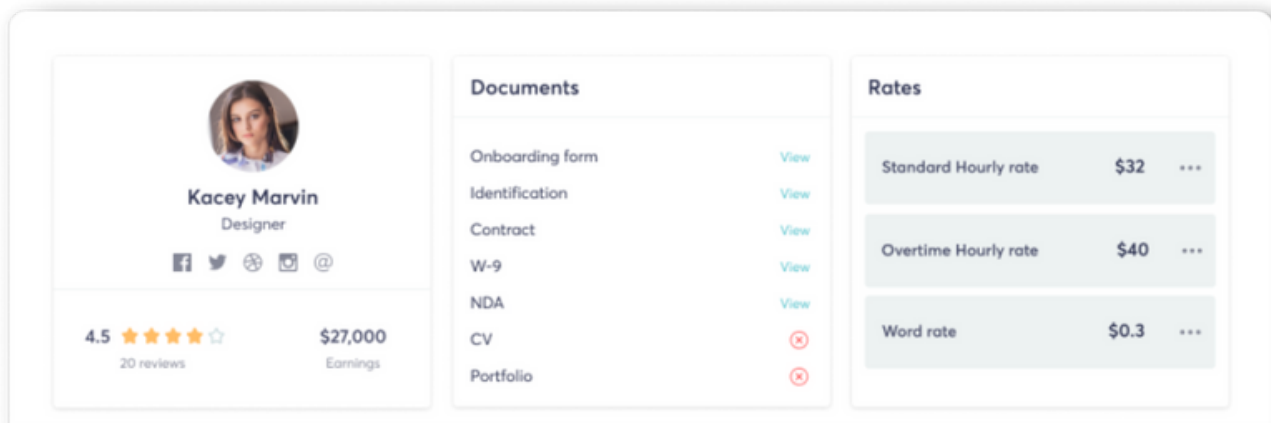 Kacey Marvin
Designer
@
4.5
20 reviews
$27,000
Earnings
Documents
Onboarding form View
Identification View
Contract View
W-9 View
NDA View
CV
Portfolio
Rates
Standard Hourly rate $32
Overtime Hourly rate $40
Word rate $0.3